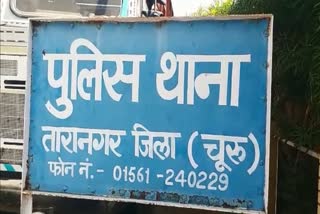 पुलिस थाना
तारानगर जिला (चूरू)
फोन नं.- 01561-240229